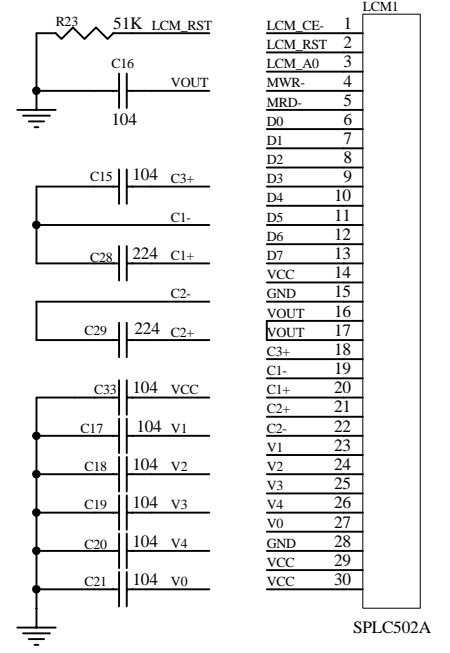 LCM1
R23 51K LCM_RST
C16 VOUT
104
C15 104 C3+
C1-
C28 224 C1+
C2-
C29 224 C2+
C33 104 VCC
C17 104 V1
C18 104 V2
C19 104 V3
C20 104 V4
C21 104 V0
LCM_CE- 1
LCM_RST 2
LCM_A0 3
MWR- 4
MRD- 5
D0 6
D1 7
D2 8
D3 9
D4 10
D5 11
D6 12
D7 13
VCC 14
GND 15
VOUT 16
VOUT 17
C3+ 18
C1- 19
C1+ 20
C2+ 21
C2- 22
V1 23
V2 24
V3 25
V4 26
V0 27
GND 28
VCC 29
VCC 30
SPLC502A